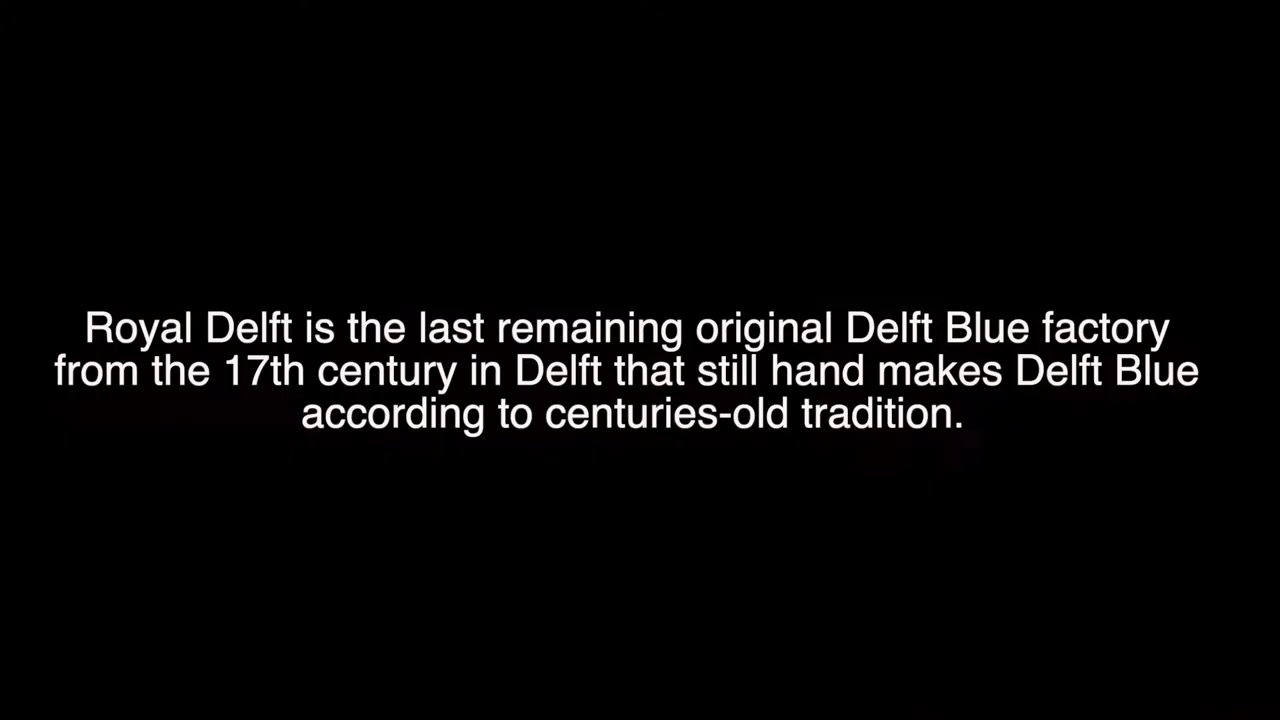 Royal Delft is the last remaining original Delft Blue factory
from the 17th century in Delft that still hand makes Delft Blue
according to centuries-old tradition.